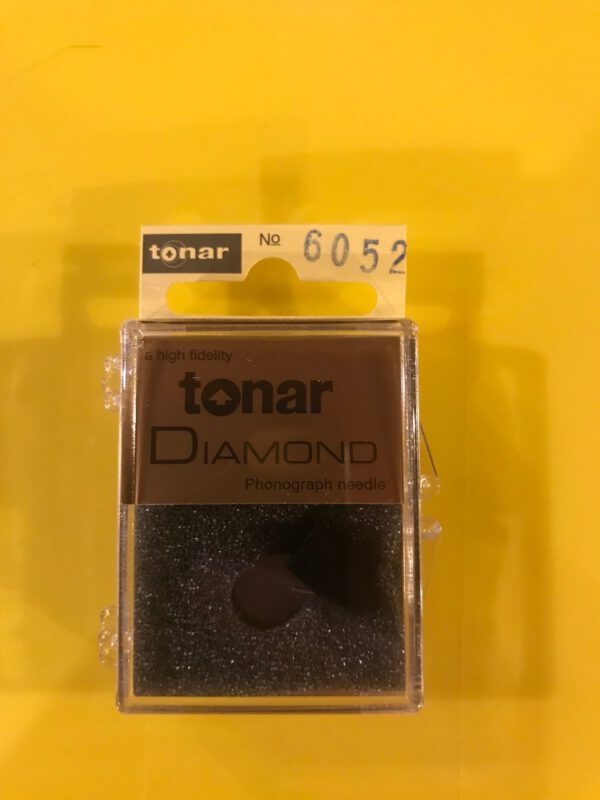 tonar № 6052
a high fidelity
tonar
DIAMOND
Phonograph needle